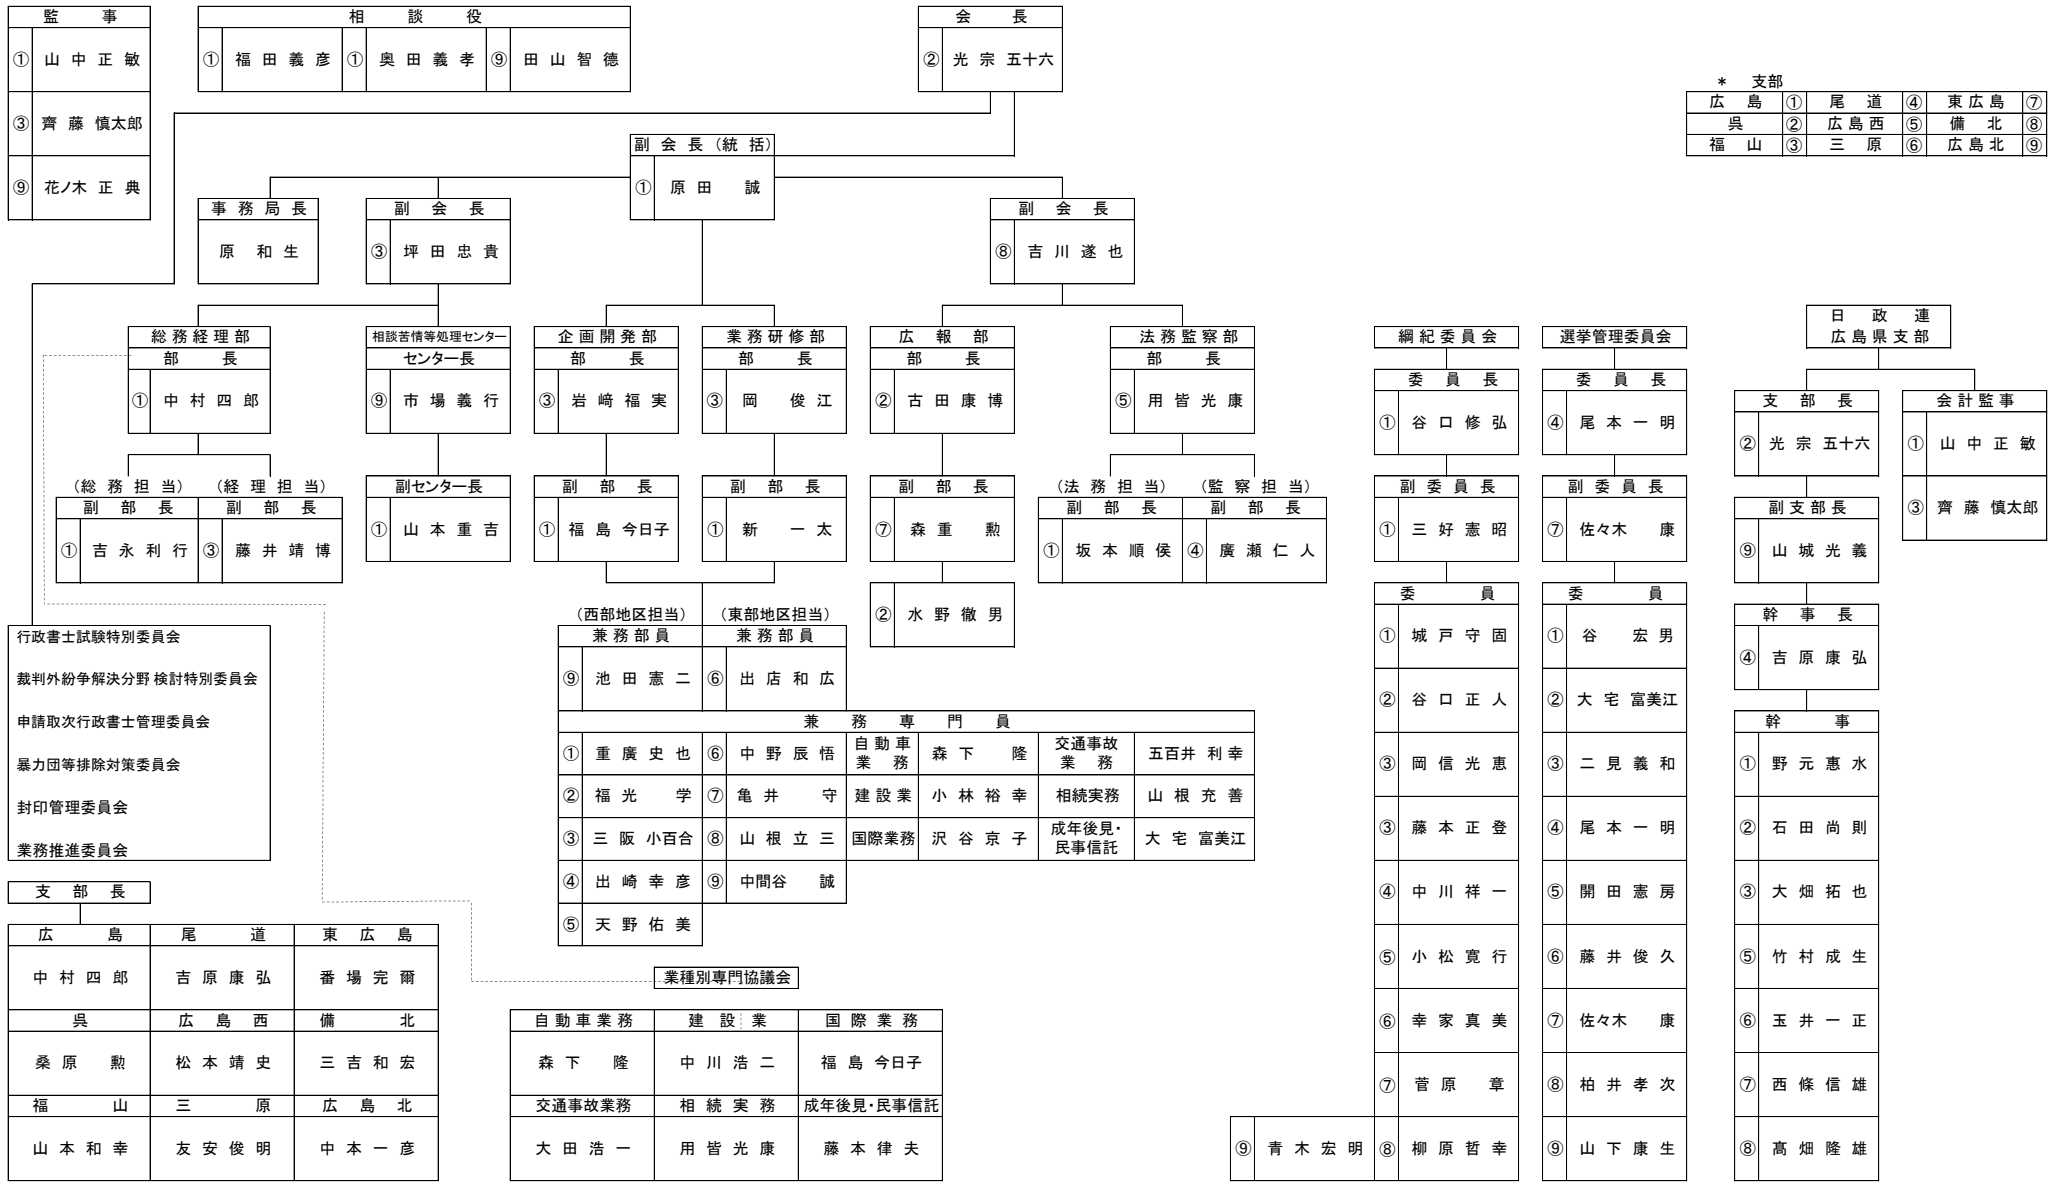 監 事
① 山 中 正 敏
③ 齊 藤 慎太郎
⑨ 花ノ木 正 典
相 談 役
① 福 田 義 彦 ① 奥 田 義 孝 ⑨ 田 山 智 德
会 長
② 光 宗 五十六
* 支部
広 島 ① 尾 道 ④ 東 広 島 ⑦
呉 ② 広 島 西 ⑤ 備 北 ⑧
福 山 ③ 三 原 ⑥ 広 島 北 ⑨
副 会 長 (統 括)
① 原 田 誠
事 務 局 長
原 和 生
副 会 長
③ 坪 田 忠 貴
副 会 長
⑧ 吉 川 遂 也
総 務 経 理 部
部 長
① 中 村 四 郎
(総 務 担 当) (経 理 担 当)
副 部 長 副 部 長
① 吉 永 利 行 ③ 藤 井 靖 博
相談苦情等処理センター
センター長
⑨ 市 場 義 行
副センター長
① 山 本 重 吉
企 画 開 発 部
部 長
③ 岩 﨑 福 実
副 部 長
① 福 島 今日子
業 務 研 修 部
部 長
③ 岡 俊 江
副 部 長
① 新 一 太
(西部地区担当) (東部地区担当)
兼 務 部 員 兼 務 部 員
⑨ 池 田 憲 二 ⑥ 出 店 和 広
兼 務 専 門 員
① 重 廣 史 也 ⑥ 中 野 辰 悟 自 動 車 業 務 森 下 隆 交通事故 業 務 五百井 利 幸
② 福 光 学 ⑦ 亀 井 守 建 設 業 小 林 裕 幸 相続実務 山 根 充 善
③ 三 阪 小百合 ⑧ 山 根 立 三 国際業務 沢 谷 京 子 成年後見・ 民事信託 大 宅 富美江
④ 出 崎 幸 彦 ⑨ 中間谷 誠
⑤ 天 野 佑 美
広 報 部
部 長
② 古 田 康 博
副 部 長
⑦ 森 重 勲
② 水 野 徹 男
法 務 監 察 部
部 長
⑤ 用 皆 光 康
(法 務 担 当) (監 察 担 当)
副 部 長 副 部 長
① 坂 本 順 侯 ④ 廣 瀬 仁 人
綱 紀 委 員 会
委 員 長
① 谷 口 修 弘
副 委 員 長
① 三 好 憲 昭
委 員
① 城 戸 守 固
② 谷 口 正 人
③ 岡 信 光 恵
③ 藤 本 正 登
④ 中 川 祥 一
⑤ 小 松 寛 行
⑥ 幸 家 真 美
⑦ 菅 原 章
⑨ 青 木 宏 明 ⑧ 柳 原 哲 幸
選挙管理委員会
委 員 長
④ 尾 本 一 明
副 委 員 長
⑦ 佐々木 康
委 員
① 谷 宏 男
② 大 宅 富美江
③ 二 見 義 和
④ 尾 本 一 明
⑤ 開 田 憲 房
⑥ 藤 井 俊 久
⑦ 佐々木 康
⑧ 柏 井 孝 次
⑨ 山 下 康 生
日 政 連
広 島 県 支 部
支 部 長
② 光 宗 五十六
会 計 監 事
① 山 中 正 敏
③ 齊 藤 慎太郎
副 支 部 長
⑨ 山 城 光 義
幹 事 長
④ 吉 原 康 弘
幹 事
① 野 元 惠 水
② 石 田 尚 則
③ 大 畑 拓 也
⑤ 竹 村 成 生
⑥ 玉 井 一 正
⑦ 西 條 信 雄
⑧ 髙 畑 隆 雄
行政書士試験特別委員会
裁判外紛争解決分野 検討特別委員会
申請取次行政書士管理委員会
暴力団等排除対策委員会
封印管理委員会
業務推進委員会
支 部 長
広 島 尾 道 東 広 島
中 村 四 郎 吉 原 康 弘 番 場 完 爾
呉 広 島 西 備 北
桑 原 勲 松 本 靖 史 三 吉 和 宏
福 山 三 原 広 島 北
山 本 和 幸 友 安 俊 明 中 本 一 彦
業種別専門協議会
自 動 車 業 務 建 設 業 国 際 業 務
森 下 隆 中 川 浩 二 福 島 今日子
交通事故業務 相 続 実 務 成年後見・民事信託
大 田 浩 一 用 皆 光 康 藤 本 律 夫